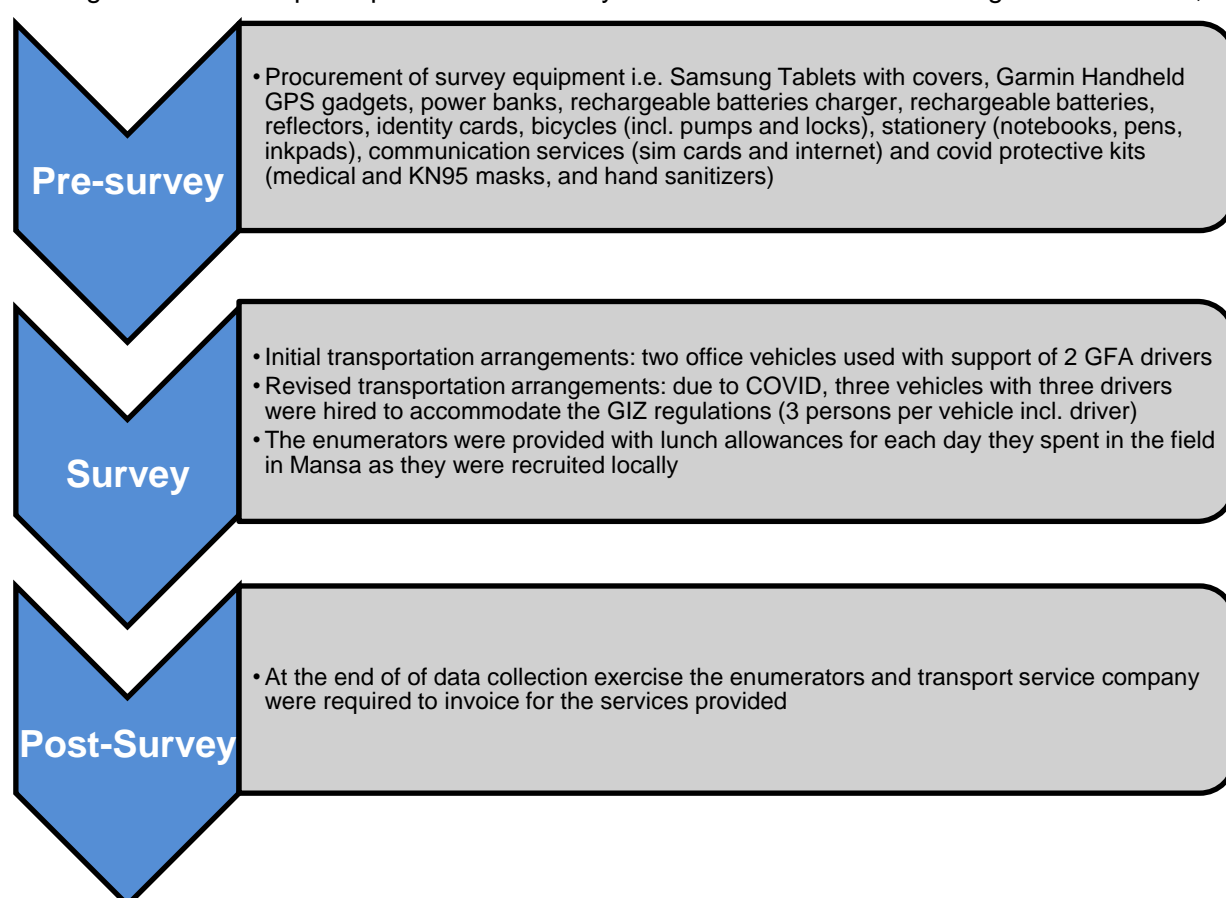 • Procurement of survey equipment i.e. Samsung Tablets with covers, Garmin Handheld
GPS gadgets, power banks, rechargeable batteries charger, rechargeable batteries,
reflectors, identity cards, bicycles (incl. pumps and locks), stationery (notebooks, pens,
inkpads), communication services (sim cards and internet) and covid protective kits
(medical and KN95 masks, and hand sanitizers)
Pre-survey
• Initial transportation arrangements: two office vehicles used with support of 2 GFA drivers
• Revised transportation arrangements: due to COVID, three vehicles with three drivers
were hired to accommodate the GIZ regulations (3 persons per vehicle incl. driver)
• The enumerators were provided with lunch allowances for each day they spent in the field
in Mansa as they were recruited locally
Survey
• At the end of of data collection exercise the enumerators and transport service company
were required to invoice for the services provided
Post-Survey